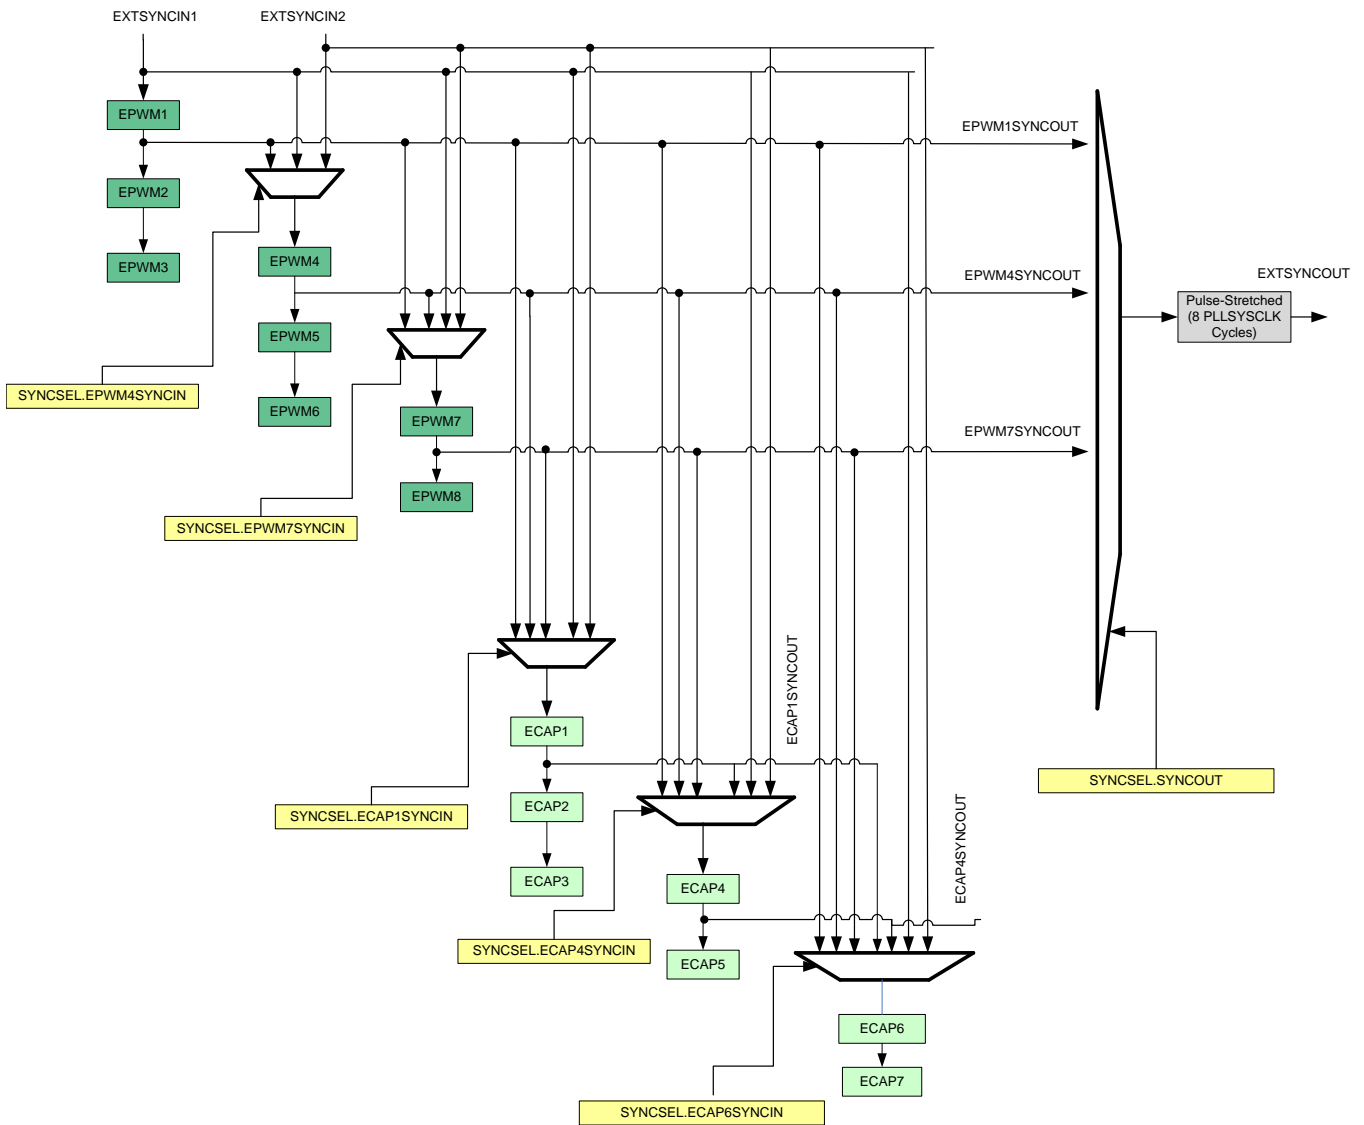 EXTSYNCIN1
EXTSYNCIN2
EPWM1
EPWM1SYNCOUT
EPWM2
EPWM3
EPWM4
EPWM4SYNCOUT
EXTSYNCOUT
Pulse-Stretched
(8 PLLSYSCLK
Cycles)
EPWM5
SYNCSEL.EPWM4SYNCIN
EPWM6
EPWM7
EPWM7SYNCOUT
EPWM8
SYNCSEL.EPWM7SYNCIN
ECAP1SYNCOUT
ECAP1
SYNCSEL.SYNCOUT
ECAP2
SYNCSEL.ECAP1SYNCIN
ECAP4SYNCOUT
ECAP3
ECAP4
SYNCSEL.ECAP4SYNCIN
ECAP5
ECAP6
ECAP7
SYNCSEL.ECAP6SYNCIN